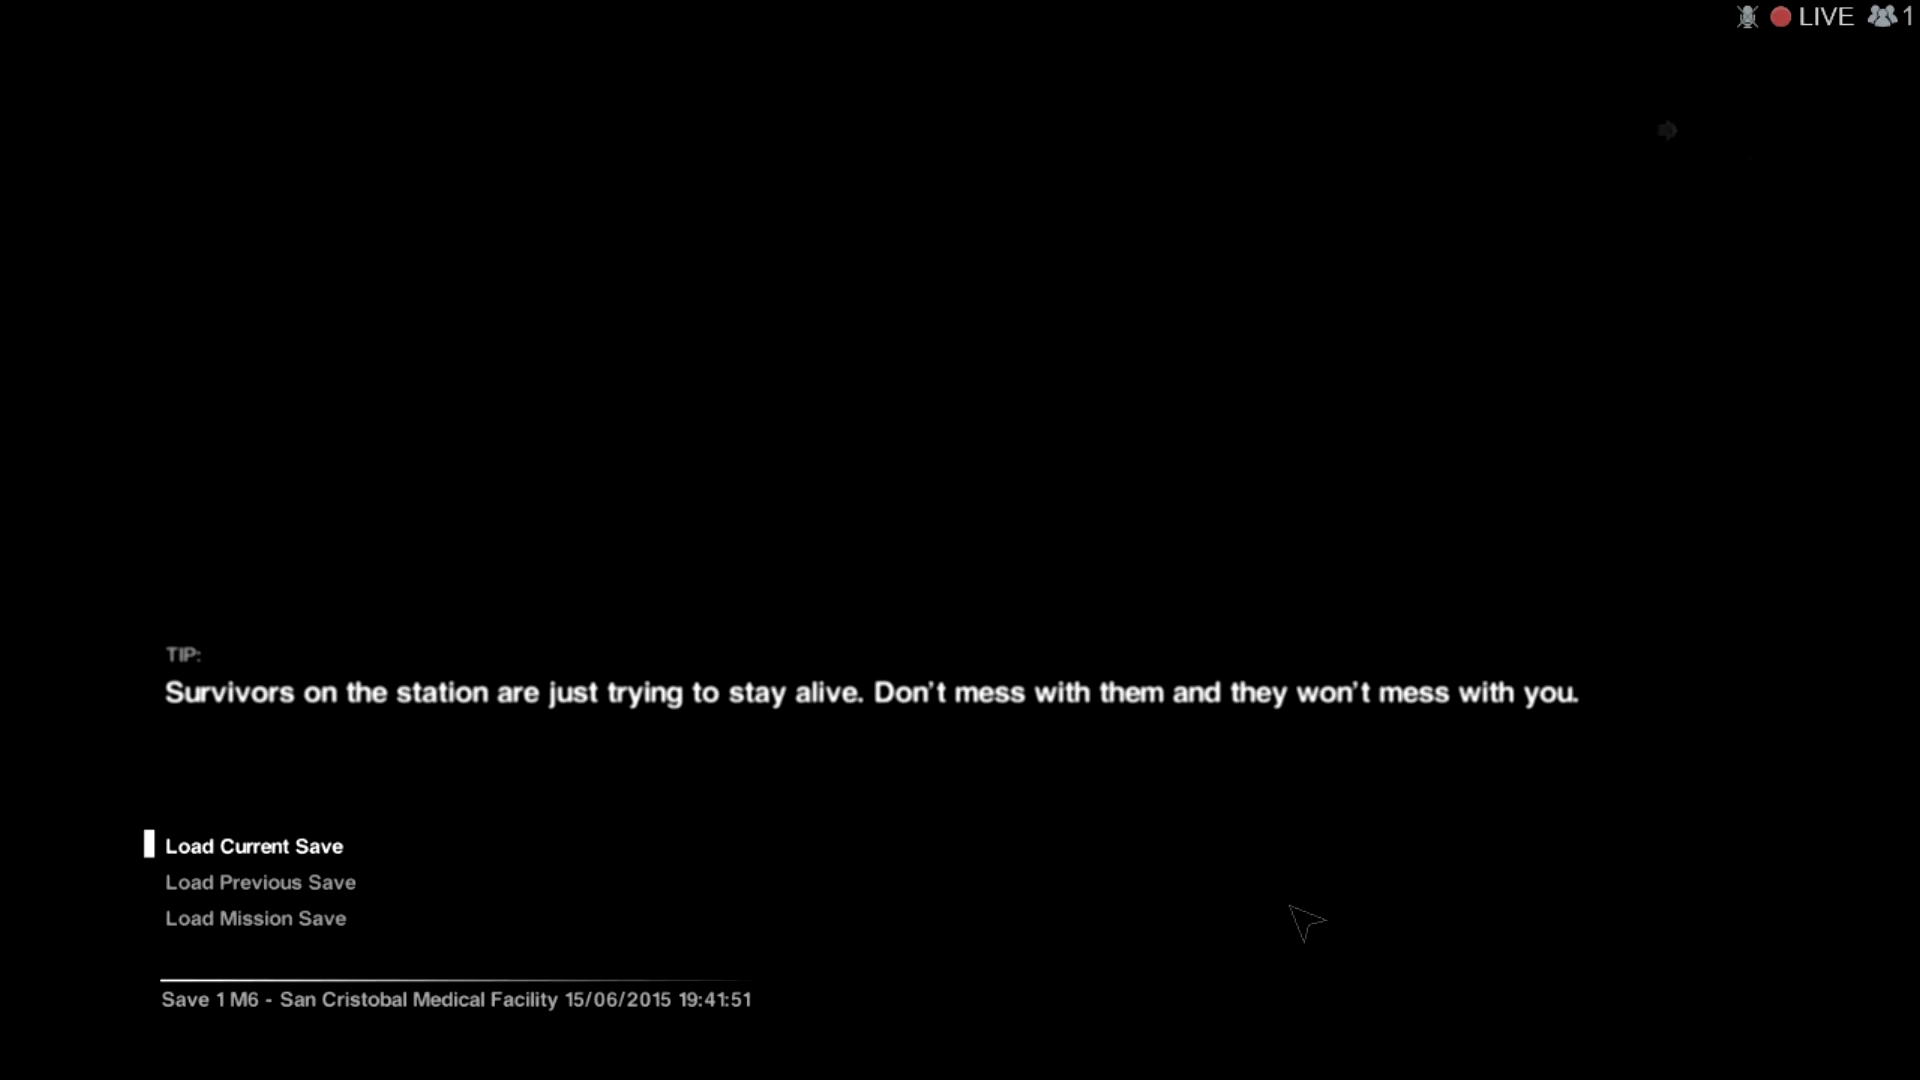 LIVE 1
TIP:
Survivors on the station are just trying to stay alive. Don't mess with them and they won't mess with you.
Load Current Save
Load Previous Save
Load Mission Save
Save 1 M6 - San Cristobal Medical Facility 15/06/2015 19:41:51